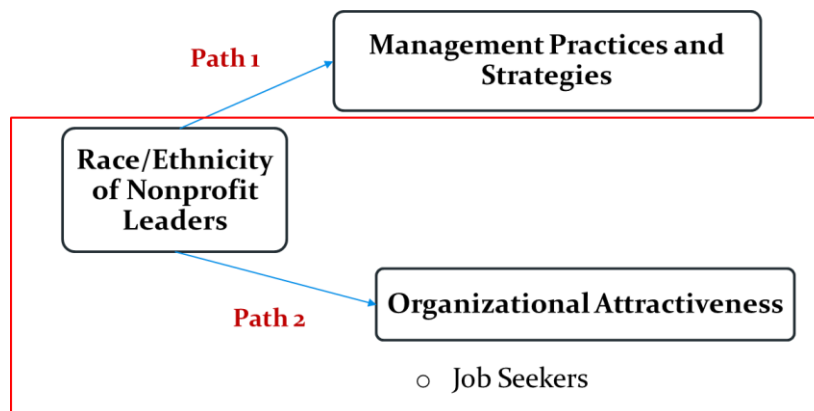 Management Practices and
Strategies
Path 1
Race/Ethnicity
of Nonprofit
Leaders
Path 2
Organizational Attractiveness
o Job Seekers